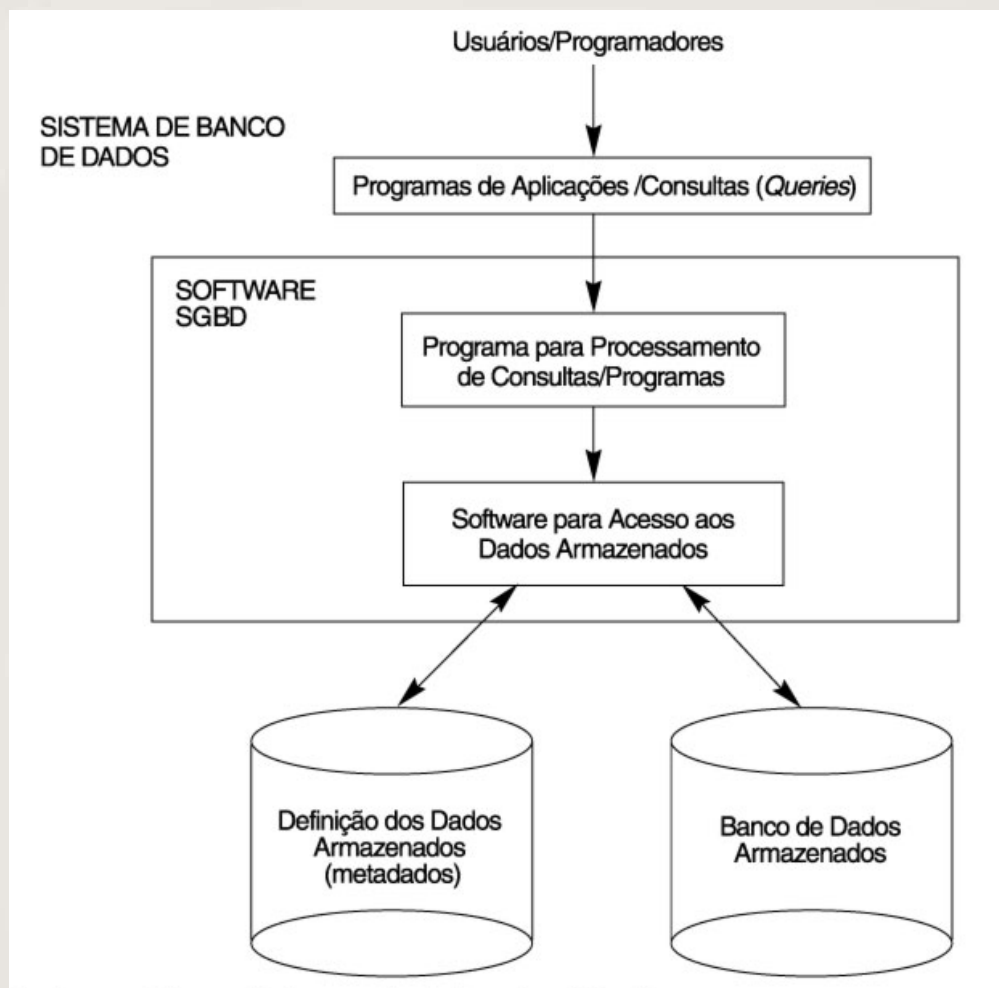 Usuários/Programadores
SISTEMA DE BANCO
DE DADOS
Programas de Aplicações /Consultas (Queries)
SOFTWARE
SGBD
Programa para Processamento
de Consultas/Programas
Software para Acesso aos
Dados Armazenados
Definição dos Dados
Armazenados
(metadados)
Banco de Dados
Armazenados